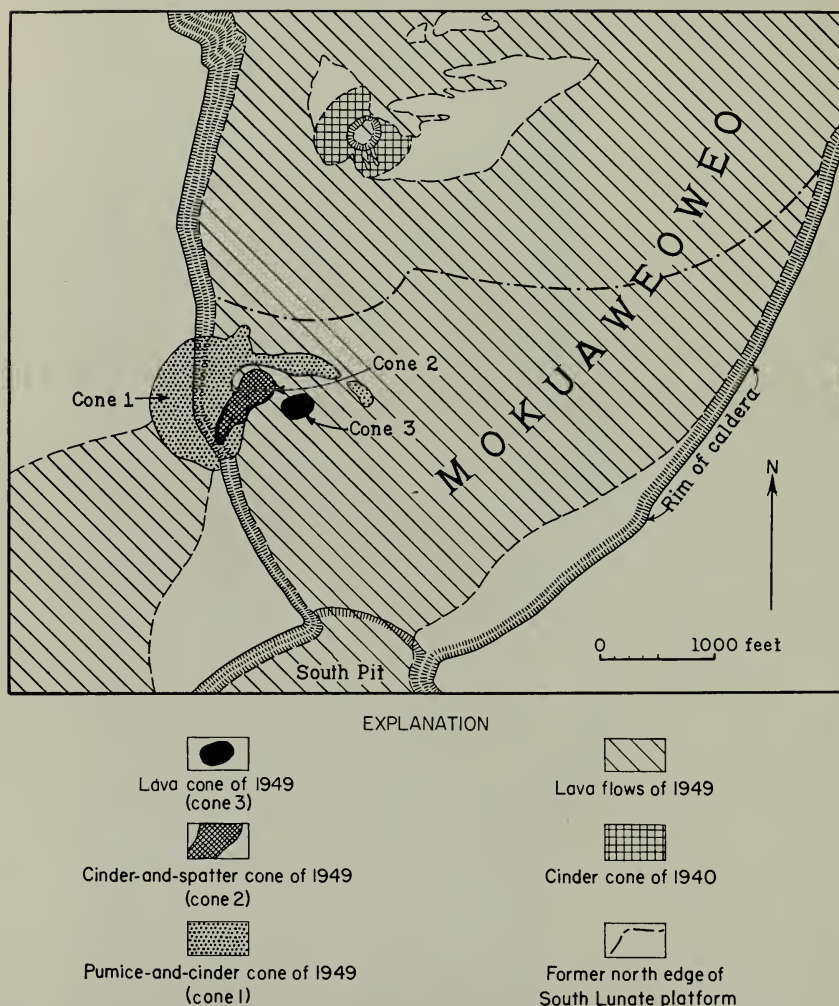 MOKUAWEOWEO
Cone 1
Cone 2
Cone 3
Rim of caldera
N
0 1000 feet
South Pit
EXPLANATION
Lava cone of 1949
(cone 3)
Cinder-and-spatter cone of 1949
(cone 2)
Pumice-and-cinder cone of 1949
(cone 1)
Lava flows of 1949
Cinder cone of 1940
Former north edge of
South Lunate platform